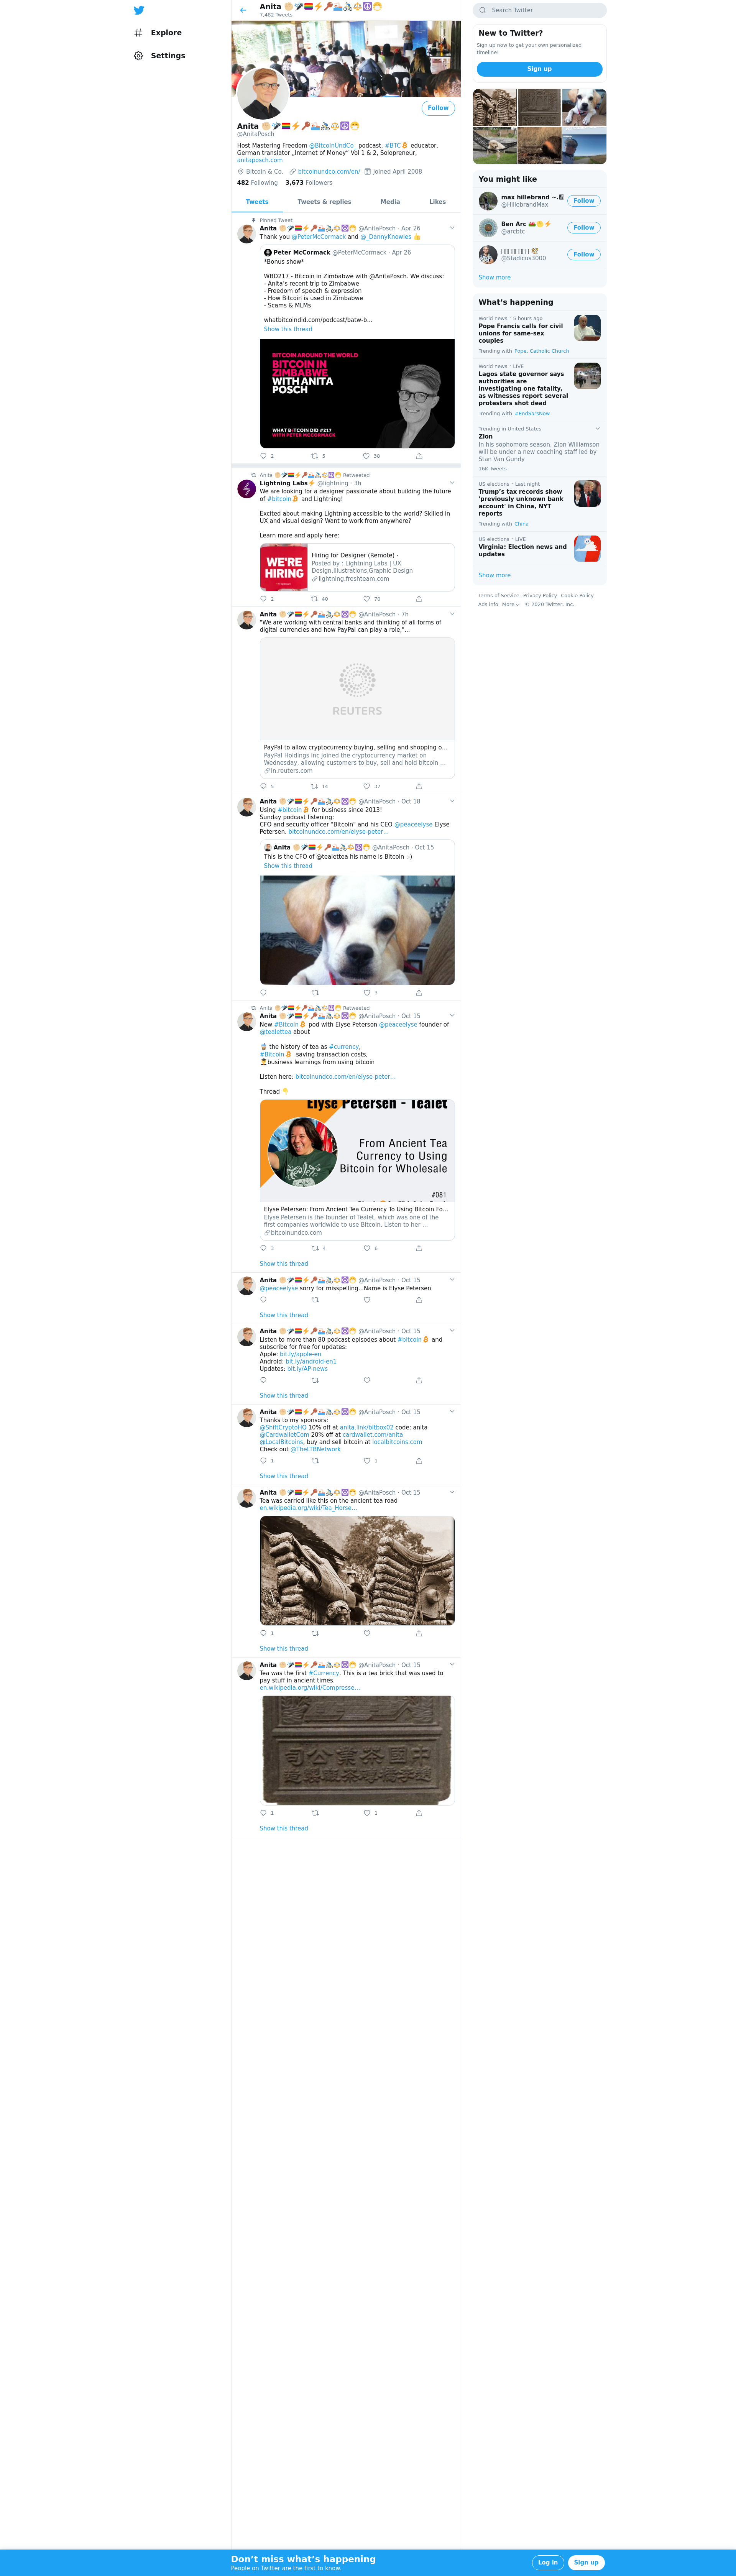 Explore
Settings
Anita
7,482 Tweets
Follow
Anita
@AnitaPosch
Host Mastering Freedom @BitcoinUndCo_ podcast, #BTC educator,
German translator „Internet of Money" Vol 1 & 2, Solopreneur,
anitaposch.com
Bitcoin & Co. bitcoinundco.com/en/ Joined April 2008
482 Following 3,673 Followers
Tweets Tweets & replies Media Likes
Pinned Tweet
Anita @AnitaPosch · Apr 26
Thank you @PeterMcCormack and @_DannyKnowles 👍
Peter McCormack @PeterMcCormack · Apr 26
*Bonus show*
WBD217 - Bitcoin in Zimbabwe with @AnitaPosch. We discuss:
- Anita's recent trip to Zimbabwe
- Freedom of speech & expression
- How Bitcoin is used in Zimbabwe
- Scams & MLMs
whatbitcoindid.com/podcast/batw-b…
Show this thread
BITCOIN AROUND THE WORLD
BITCOIN IN
ZIMBABWE
WITH ANITA
POSCH
WHAT BITCOIN DID #217
WITH PETER MCCORMACK
2 5 38
Anita Retweeted
Lightning Labs⚡ @lightning · 3h
We are looking for a designer passionate about building the future
of #bitcoin and Lightning!
Excited about making Lightning accessible to the world? Skilled in
UX and visual design? Want to work from anywhere?
Learn more and apply here:
WE'RE
HIRING
Hiring for Designer (Remote) -
Posted by : Lightning Labs | UX
Design,Illustrations,Graphic Design
lightning.freshteam.com
2 40 70
Anita @AnitaPosch · 7h
"We are working with central banks and thinking of all forms of
digital currencies and how PayPal can play a role,"...
REUTERS
PayPal to allow cryptocurrency buying, selling and shopping o…
PayPal Holdings Inc joined the cryptocurrency market on
Wednesday, allowing customers to buy, sell and hold bitcoin …
in.reuters.com
5 14 37
Anita @AnitaPosch · Oct 18
Using #bitcoin for business since 2013!
Sunday podcast listening:
CFO and security officer "Bitcoin" and his CEO @peaceelyse Elyse
Petersen. bitcoinundco.com/en/elyse-peter…
Anita @AnitaPosch · Oct 15
This is the CFO of @tealettea his name is Bitcoin :-)
Show this thread
3
Anita Retweeted
Anita @AnitaPosch · Oct 15
New #Bitcoin pod with Elyse Peterson @peaceelyse founder of
@tealettea about
the history of tea as #currency,
#Bitcoin saving transaction costs,
business learnings from using bitcoin
Listen here: bitcoinundco.com/en/elyse-peter…
Thread 👇
Elyse Petersen - Tealet
From Ancient Tea
Currency to Using
Bitcoin for Wholesale
#081
Elyse Petersen: From Ancient Tea Currency To Using Bitcoin Fo…
Elyse Petersen is the founder of Tealet, which was one of the
first companies worldwide to use Bitcoin. Listen to her …
bitcoinundco.com
3 4 6
Show this thread
Anita @AnitaPosch · Oct 15
@peaceelyse sorry for misspelling...Name is Elyse Petersen
Show this thread
Anita @AnitaPosch · Oct 15
Listen to more than 80 podcast episodes about #bitcoin and
subscribe for free for updates:
Apple: bit.ly/apple-en
Android: bit.ly/android-en1
Updates: bit.ly/AP-news
Show this thread
Anita @AnitaPosch · Oct 15
Thanks to my sponsors:
@ShiftCryptoHQ 10% off at anita.link/bitbox02 code: anita
@CardwalletCom 20% off at cardwallet.com/anita
@LocalBitcoins, buy and sell bitcoin at localbitcoins.com
Check out @TheLTBNetwork
1 1
Show this thread
Anita @AnitaPosch · Oct 15
Tea was carried like this on the ancient tea road
en.wikipedia.org/wiki/Tea_Horse…
1
Show this thread
Anita @AnitaPosch · Oct 15
Tea was the first #Currency. This is a tea brick that was used to
pay stuff in ancient times.
en.wikipedia.org/wiki/Compresse…
司公業茶國中
1 1
Show this thread
Search Twitter
New to Twitter?
Sign up now to get your own personalized
timeline!
Sign up
You might like
max hillebrand
@HillebrandMax
Follow
Ben Arc
@arcbtc
Follow
@Stadicus3000
Follow
Show more
What's happening
World news · 5 hours ago
Pope Francis calls for civil
unions for same-sex
couples
Trending with Pope, Catholic Church
World news · LIVE
Lagos state governor says
authorities are
investigating one fatality,
as witnesses report several
protesters shot dead
Trending with #EndSarsNow
Trending in United States
Zion
In his sophomore season, Zion Williamson
will be under a new coaching staff led by
Stan Van Gundy
16K Tweets
US elections · Last night
Trump's tax records show
'previously unknown bank
account' in China, NYT
reports
Trending with China
US elections · LIVE
Virginia: Election news and
updates
Show more
Terms of Service Privacy Policy Cookie Policy
Ads info More © 2020 Twitter, Inc.
Don't miss what's happening
People on Twitter are the first to know.
Log in Sign up